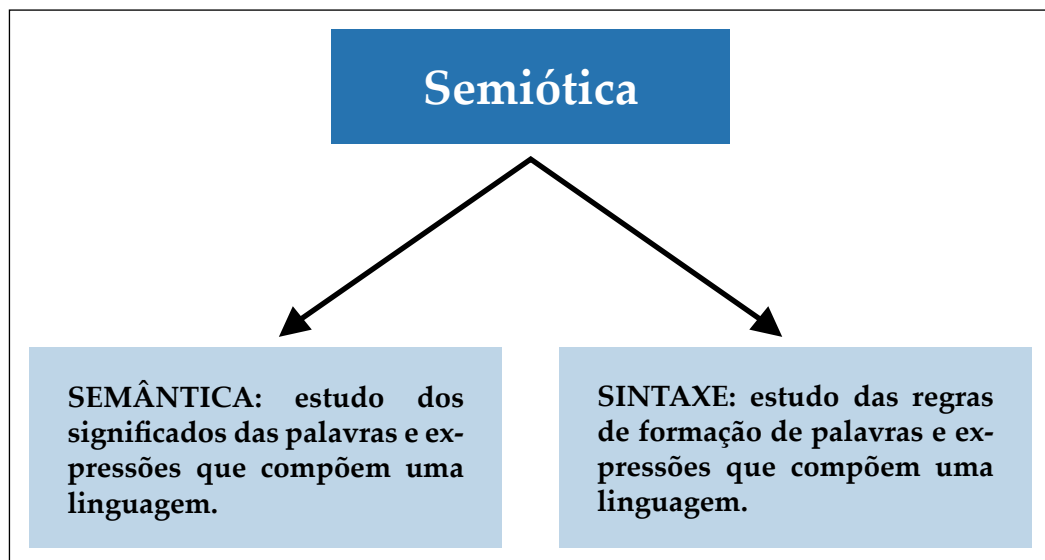 Semiótica
SEMÂNTICA: estudo dos
significados das palavras e ex-
pressões que compõem uma
linguagem.
SINTAXE: estudo das regras
de formação de palavras e ex-
pressões que compõem uma
linguagem.